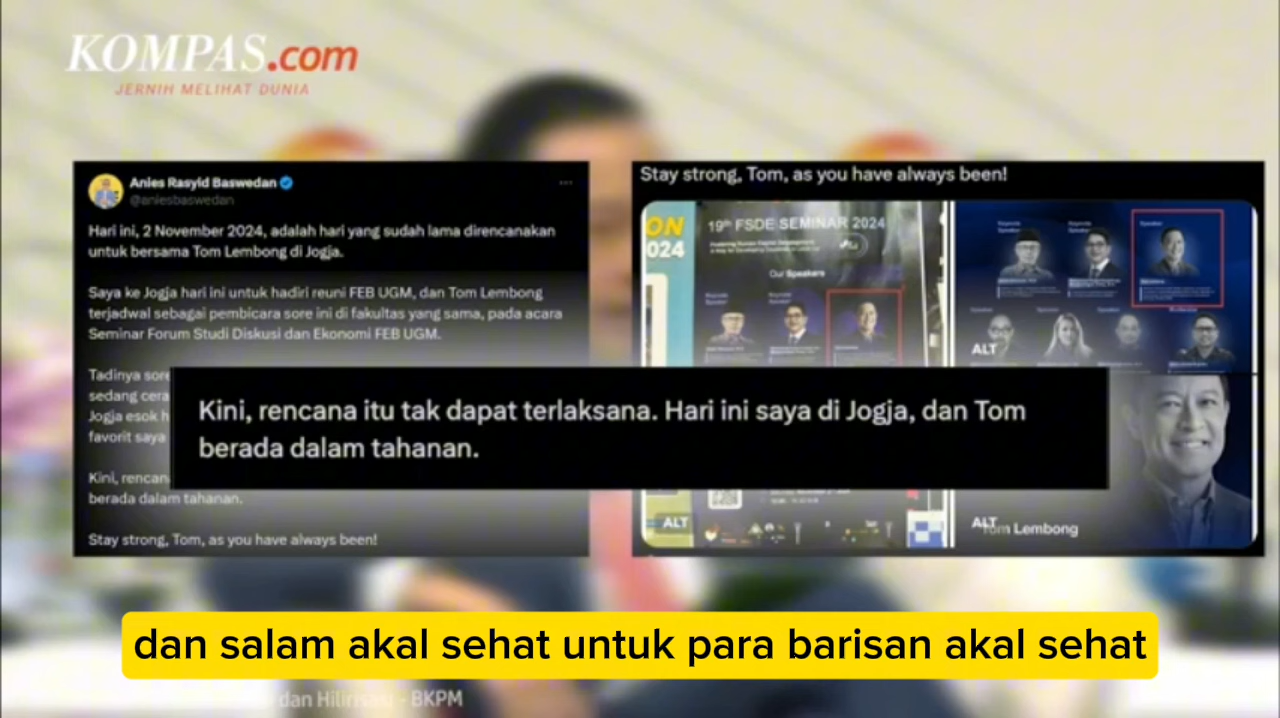 KOMPAS.com
JERNIH MELIHAT DUNIA
Anies Rasyid Baswedan
@aniesbaswedan
Hari ini, 2 November 2024, adalah hari yang sudah lama direncanakan
untuk bersama Tom Lembong di Jogja.
Saya ke Jogja hari ini untuk hadiri reuni FEB UGM, dan Tom Lembong
terjadwal sebagai pembicara sore ini di fakultas yang sama, pada acara
Seminar Forum Studi Diskusi dan Ekonomi FEB UGM.
Tadinya sore
sedang cera
Jogja esok h
favorit saya
Kini, rencan
berada dalam tahanan.
Stay strong, Tom, as you have always been!
Stay strong, Tom, as you have always been!
ON
024
19th FSDE SEMINAR 2024
Our Speakers
ALT
ALT
ALT
Tom Lembong
Kini, rencana itu tak dapat terlaksana. Hari ini saya di Jogja, dan Tom
berada dalam tahanan.
dan salam akal sehat untuk para barisan akal sehat
dan Hilirisasi - BKPM